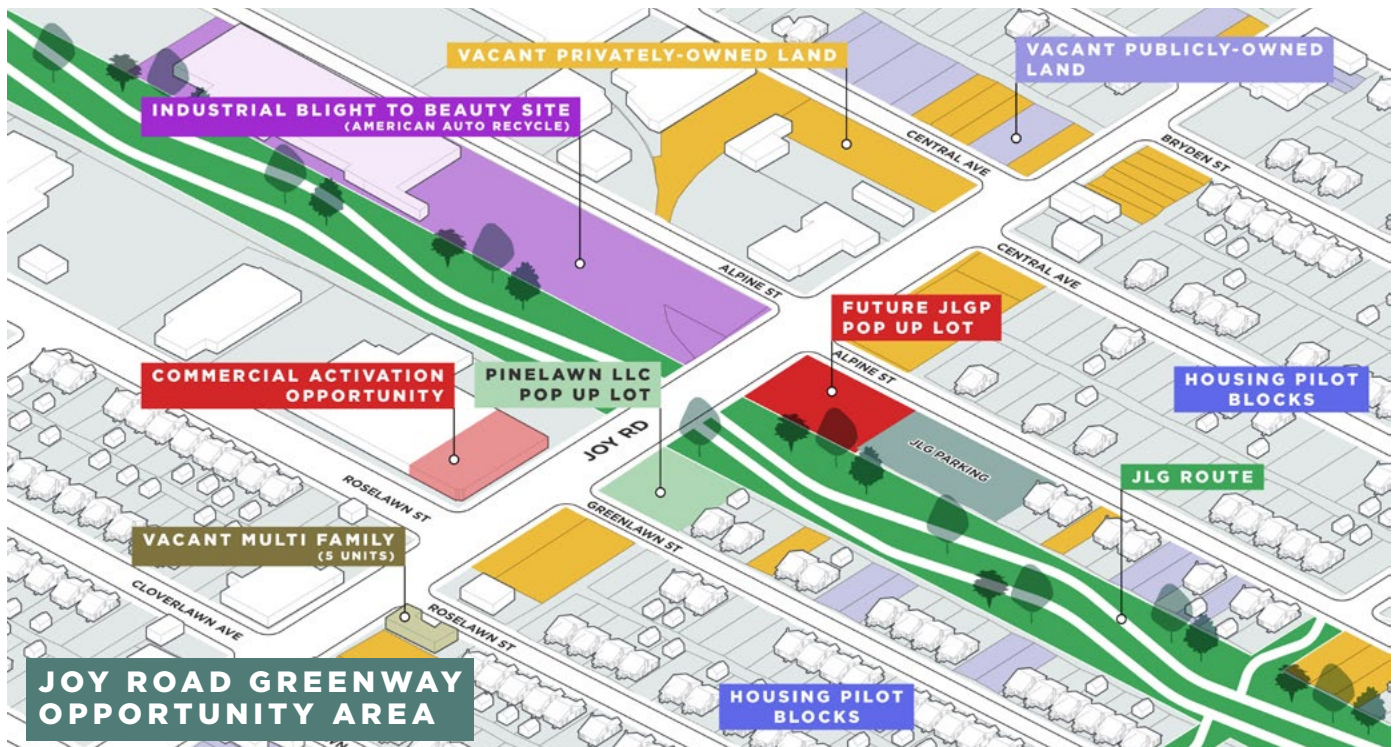 VACANT PRIVATELY-OWNED LAND
VACANT PUBLICLY-OWNED
LAND
INDUSTRIAL BLIGHT TO BEAUTY SITE
(AMERICAN AUTO RECYCLE)
CENTRAL AVE
BRYDEN ST
CENTRAL AVE
ALPINE ST
FUTURE JLGP
POP UP LOT
ALPINE ST
COMMERCIAL ACTIVATION
OPPORTUNITY
PINELAWN LLC
POP UP LOT
HOUSING PILOT
BLOCKS
JOY RD
JLG PARKING
JLG ROUTE
ROSELAWN ST
GREENLAWN ST
VACANT MULTI FAMILY
(5 UNITS)
CLOVERLAWN AVE
ROSELAWN ST
HOUSING PILOT
BLOCKS
JOY ROAD GREENWAY
OPPORTUNITY AREA